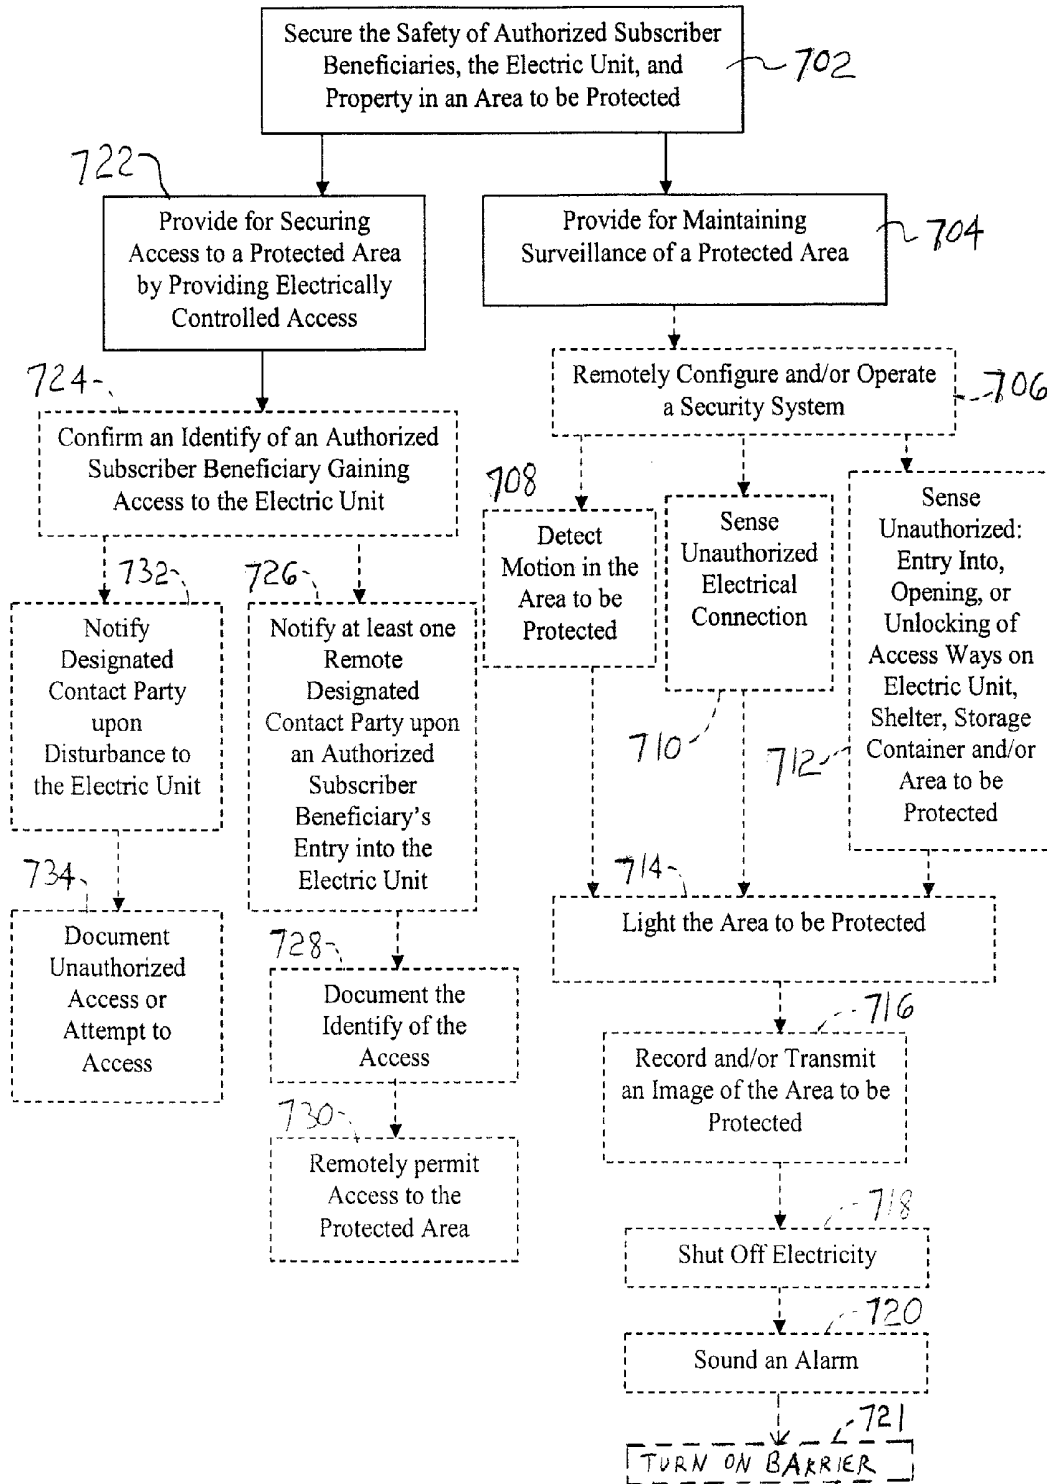 Secure the Safety of Authorized Subscriber
Beneficiaries, the Electric Unit, and
Property in an Area to be Protected
702
722
Provide for Securing
Access to a Protected Area
by Providing Electrically
Controlled Access
Provide for Maintaining
Surveillance of a Protected Area
704
724
Confirm an Identify of an Authorized
Subscriber Beneficiary Gaining
Access to the Electric Unit
Remotely Configure and/or Operate
a Security System
706
708
Detect
Motion in the
Area to be
Protected
Sense
Unauthorized
Electrical
Connection
710
Sense
Unauthorized:
Entry Into,
Opening, or
Unlocking of
Access Ways on
Electric Unit,
Shelter, Storage
Container and/or
Area to be
Protected
712
732
Notify
Designated
Contact Party
upon
Disturbance to
the Electric Unit
726
Notify at least one
Remote
Designated
Contact Party upon
an Authorized
Subscriber
Beneficiary's
Entry into the
Electric Unit
734
Document
Unauthorized
Access or
Attempt to
Access
728
Document the
Identify of the
Access
730
Remotely permit
Access to the
Protected Area
714
Light the Area to be Protected
716
Record and/or Transmit
an Image of the Area to be
Protected
718
Shut Off Electricity
720
Sound an Alarm
721
TURN ON BARRIER